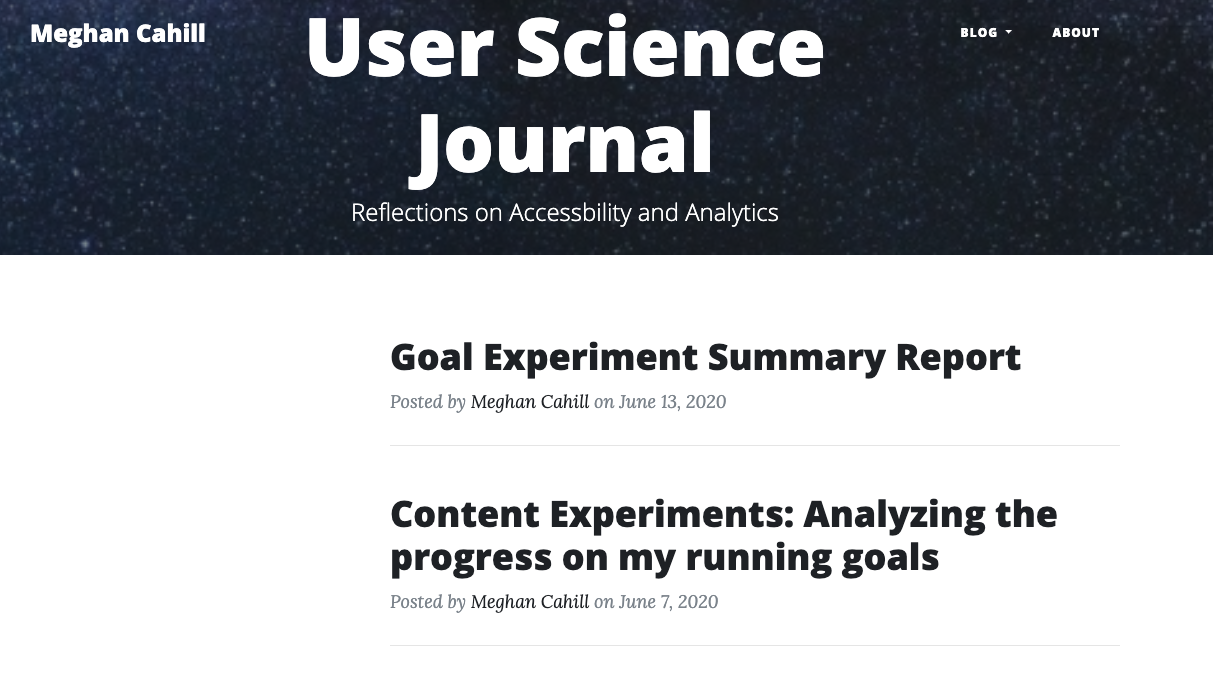 Meghan Cahill
BLOG
ABOUT
User Science
Journal
Reflections on Accessbility and Analytics
Goal Experiment Summary Report
Posted by Meghan Cahill on June 13, 2020
Content Experiments: Analyzing the
progress on my running goals
Posted by Meghan Cahill on June 7, 2020